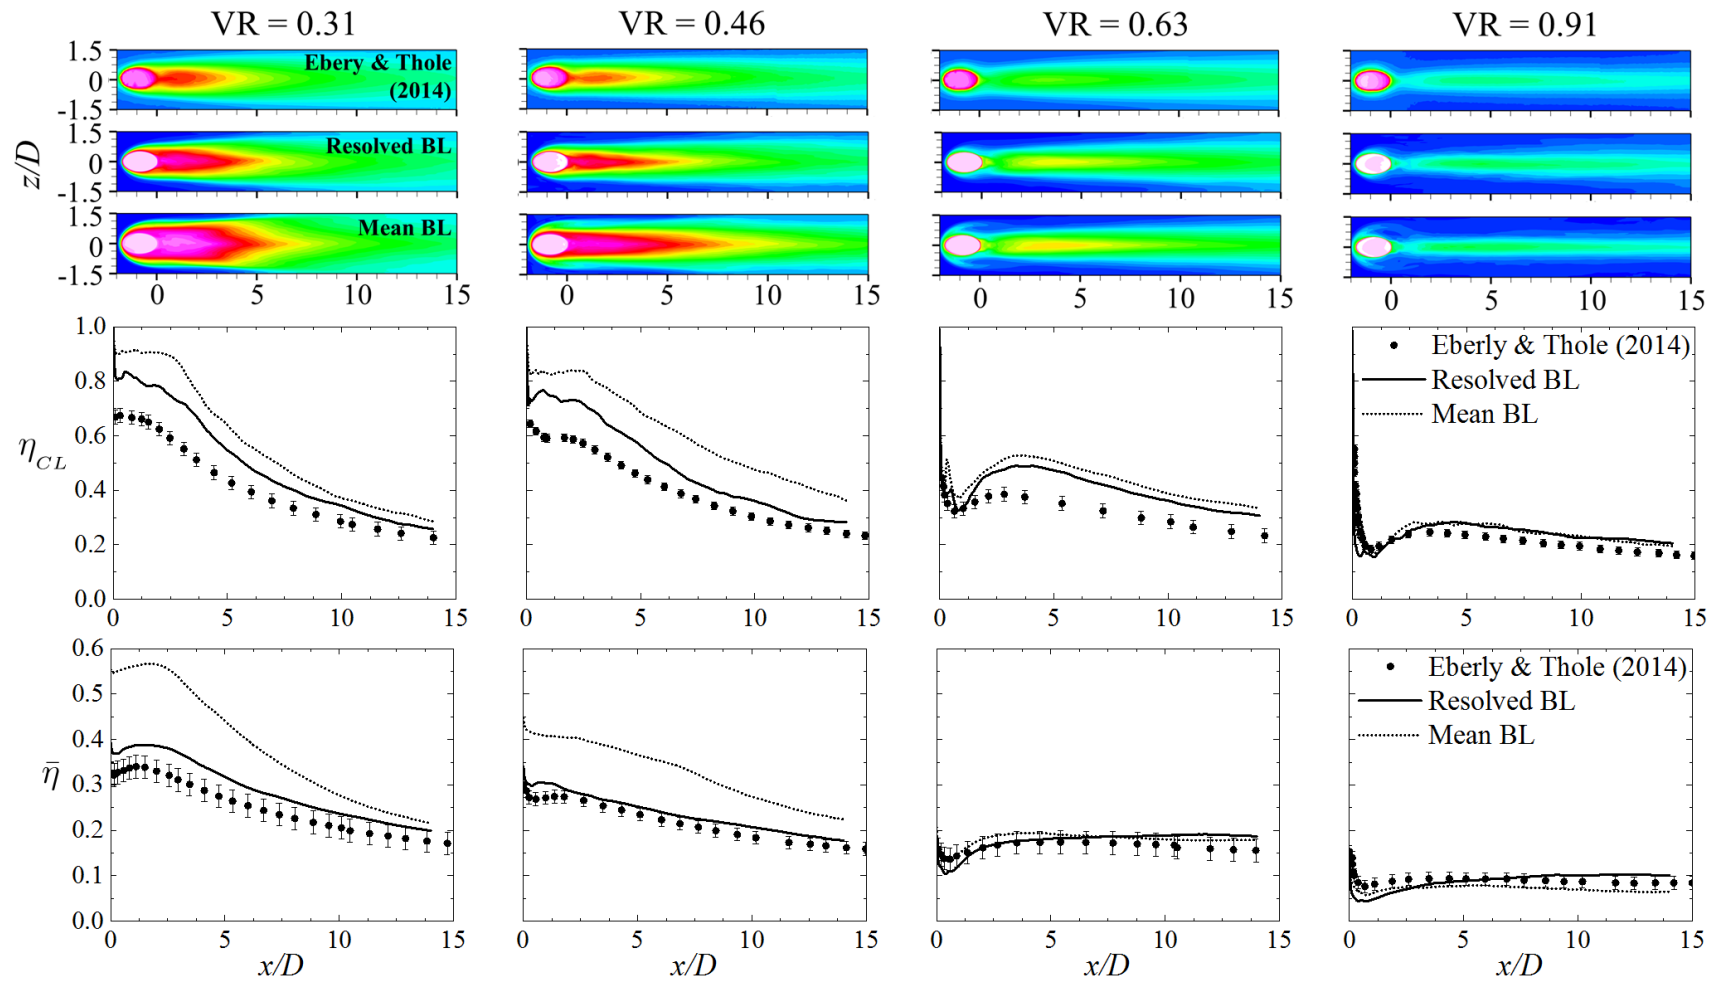 VR = 0.31 VR = 0.46 VR = 0.63 VR = 0.91
1.5
0
-1.5
Ebery & Thole
(2014)
1.5
0
-1.5
Resolved BL
z/D
1.5
0
-1.5
Mean BL
0 5 10 15 0 5 10 15 0 5 10 15 0 5 10 15
1.0
0.8
0.6
0.4
0.2
0.0
η_CL
Eberly & Thole (2014)
Resolved BL
Mean BL
0 5 10 15 0 5 10 15 0 5 10 15 0 5 10 15
0.6
0.5
0.4
0.3
0.2
0.1
0.0
η̄
Eberly & Thole (2014)
Resolved BL
Mean BL
0 5 10 15 0 5 10 15 0 5 10 15 0 5 10 15
x/D x/D x/D x/D